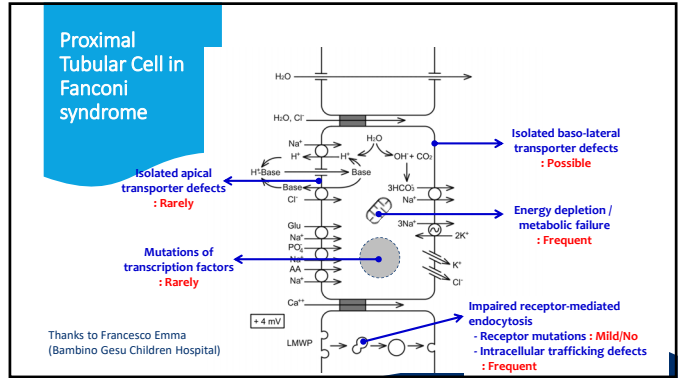 Proximal
Tubular Cell in
Fanconi
syndrome
H₂O
H₂O, Cl⁻
Na⁺
H⁺
H⁺
H₂O
OH⁻+ CO₂
H⁺Base
Base
Base
Cl⁻
3HCO₃⁻
Na⁺
3Na⁺
2K⁺
Glu
Na⁺
PO₄⁻
Na⁺
AA
Na⁺
K⁺
Cl⁻
Ca⁺⁺
+ 4 mV
LMWP
Isolated apical
transporter defects
: Rarely
Mutations of
transcription factors
: Rarely
Isolated baso-lateral
transporter defects
: Possible
Energy depletion /
metabolic failure
: Frequent
Impaired receptor-mediated
endocytosis
- Receptor mutations : Mild/No
- Intracellular trafficking defects
: Frequent
Thanks to Francesco Emma
(Bambino Gesu Children Hospital)